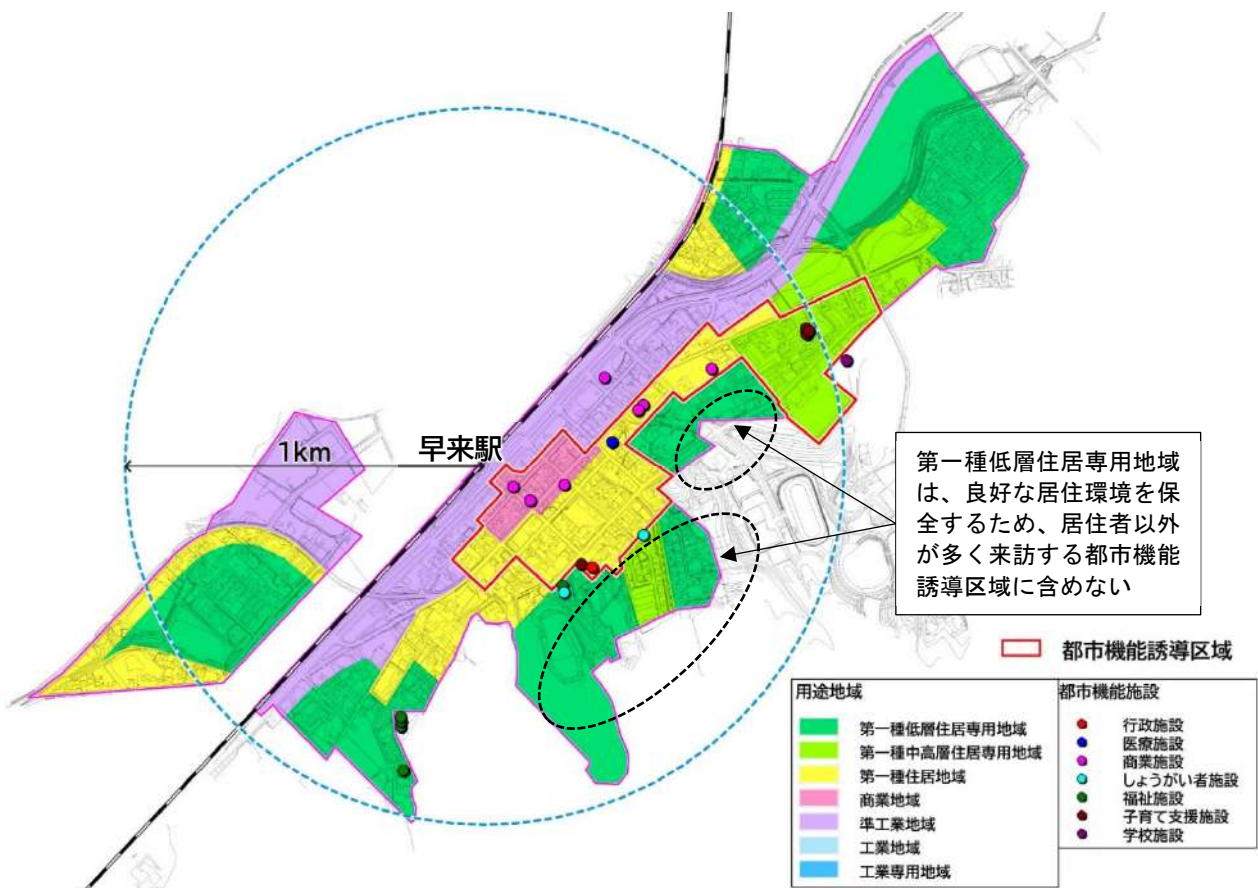 1km
早来駅
第一種低層住居専用地域
は、良好な居住環境を保
全するため、居住者以外
が多く来訪する都市機能
誘導区域に含めない
都市機能誘導区域
用途地域
第一種低層住居専用地域
第一種中高層住居専用地域
第一種住居地域
商業地域
準工業地域
工業地域
工業専用地域
都市機能施設
行政施設
医療施設
商業施設
しょうがい者施設
福祉施設
子育て支援施設
学校施設